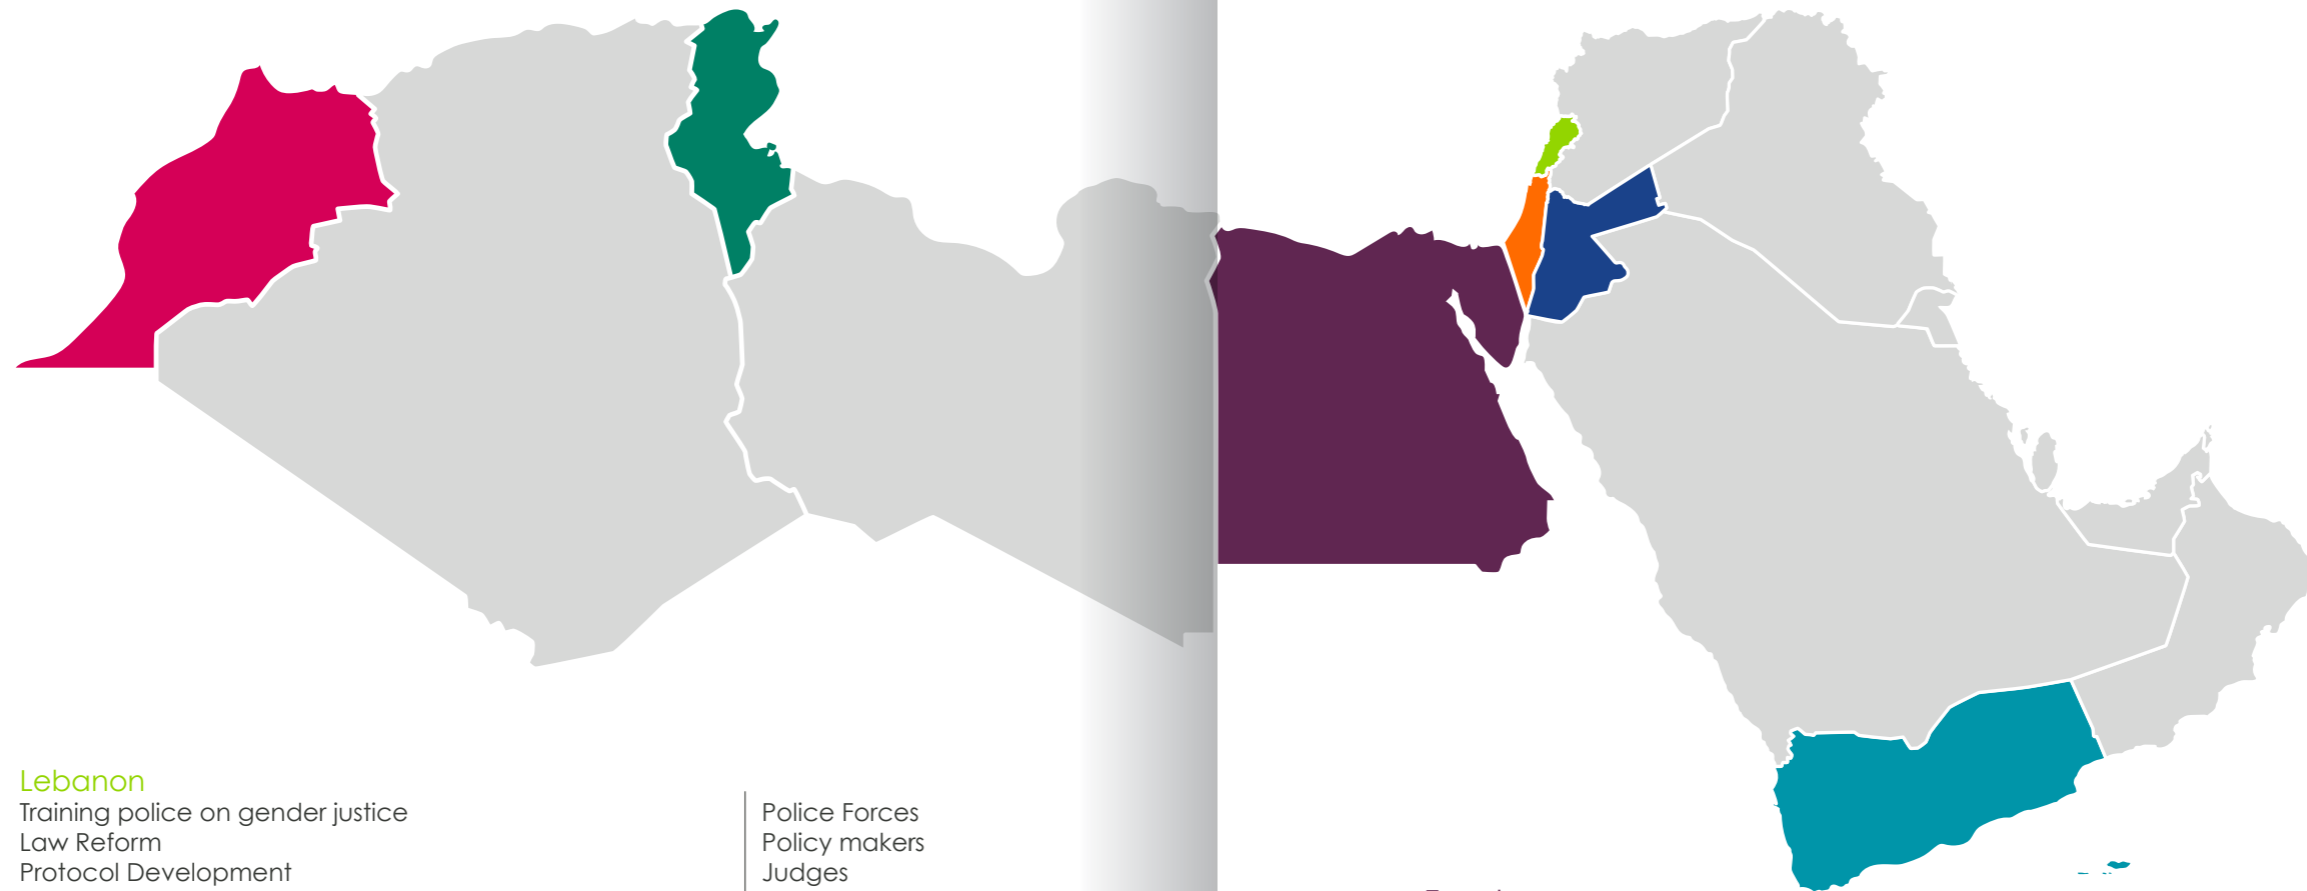 Lebanon
Training police on gender justice
Law Reform
Protocol Development
Police Forces
Policy makers
Judges